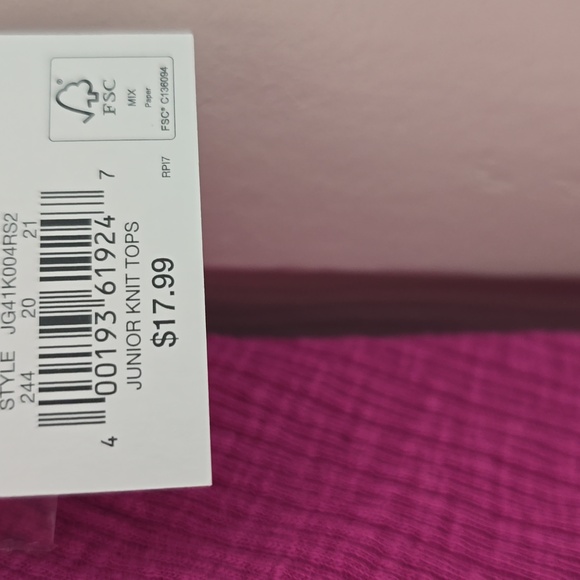 STYLE JG41K004RS2
244 20 21
4 00193 61924 7
JUNIOR KNIT TOPS
$17.99
FSC
MIX
Paper
FSC® C136094
RPI7